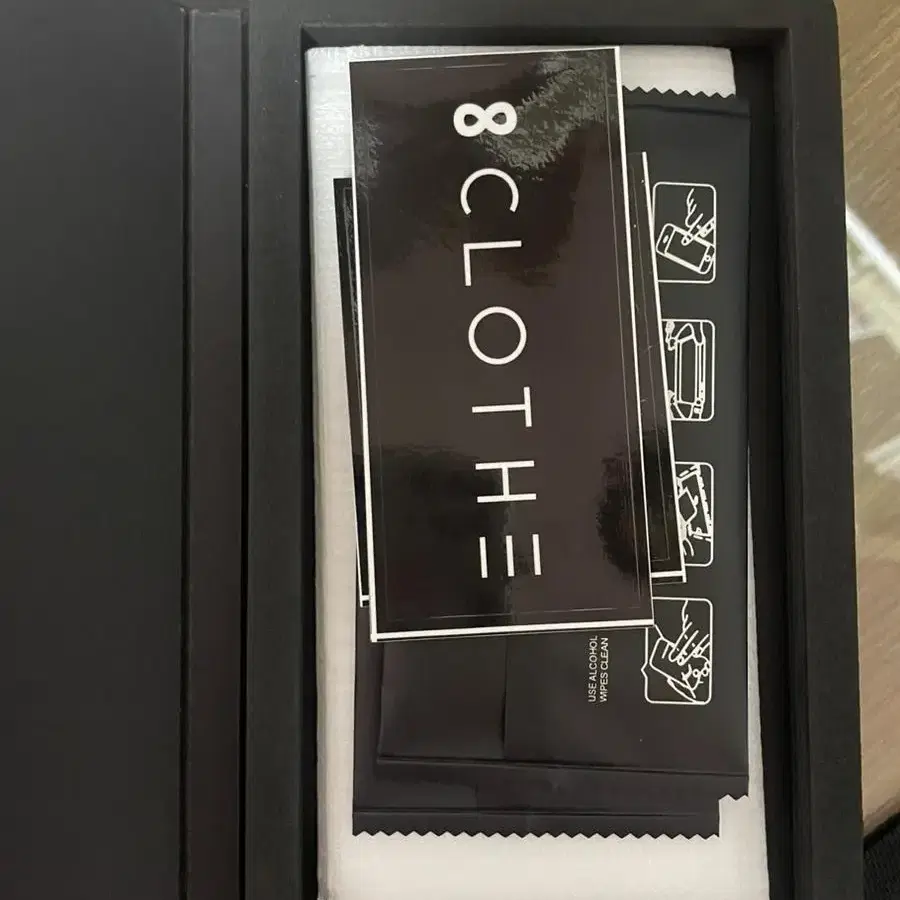 8CLOTHE
USE ALCOHOL
WIPES CLEAN